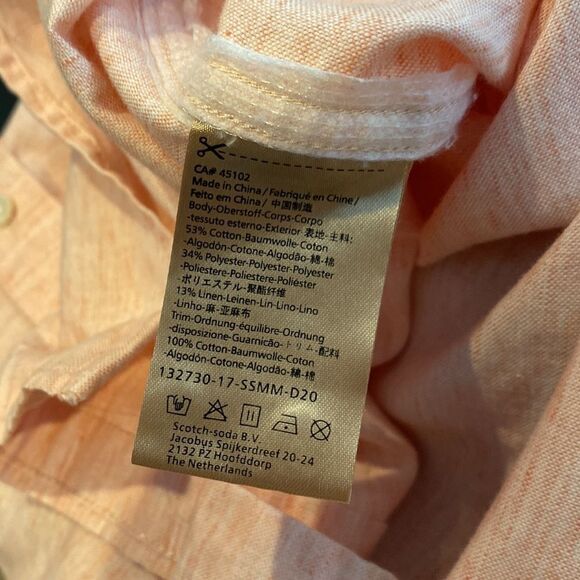 CA# 45102
Made in China / Fabriqué en Chine /
Feito em China / 中国制造
Body-Oberstoff-Corps-Corpo
-tessuto esterno-Exterior 表地・主料:
53% Cotton-Baumwolle-Coton
-Algodón-Cotone-Algodão-綿-棉
34% Polyester-Polyester-Polyester
-Poliestere-Poliestere-Poliéster
-ポリエステル-聚酯纤维
13% Linen-Leinen-Lin-Lino-Lino
-Linho-麻-亚麻布
Trim-Ordnung-équilibre-Ordnung
-disposizione-Guarnicão-トリム-配料
100% Cotton-Baumwolle-Coton
-Algodón-Cotone-Algodão-綿-棉
132730-17-SSMM-D20
Scotch-soda B.V.
Jacobus Spijkerdreef 20-24
2132 PZ Hoofddorp
The Netherlands